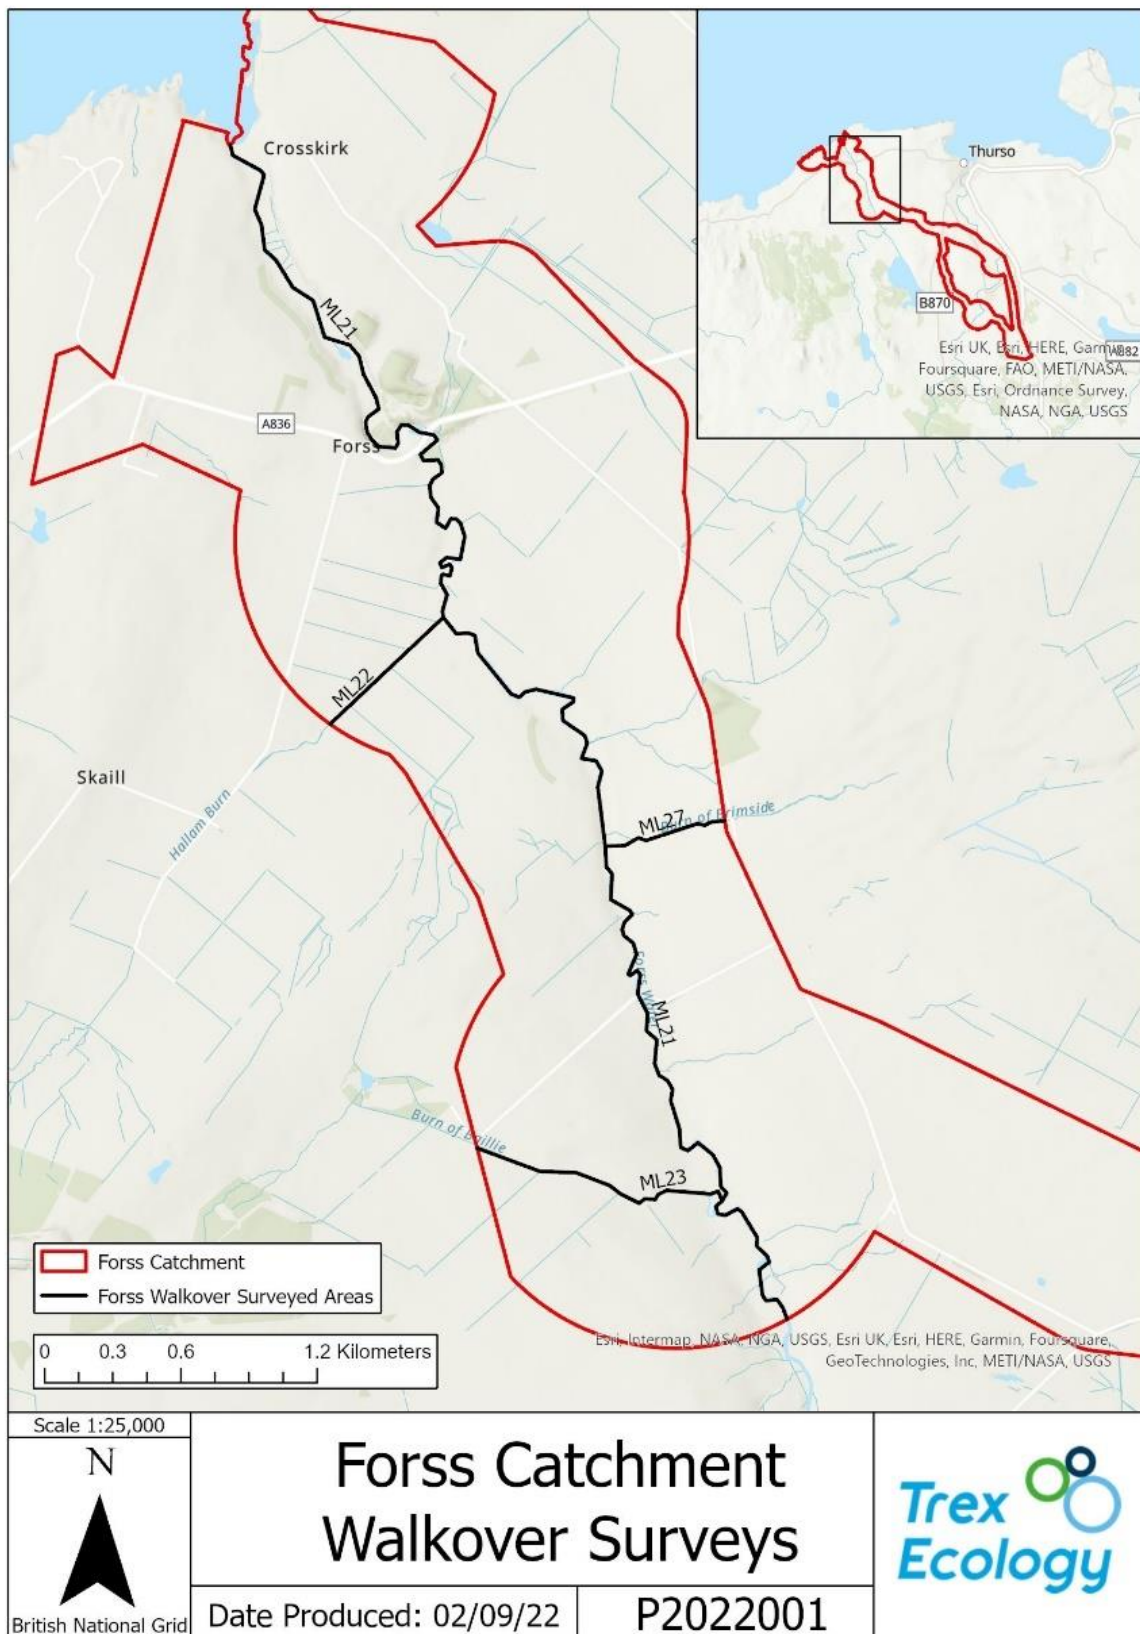 Crosskirk
Thurso
B870
A882
Esri UK, Esri, HERE, Garmin,
Foursquare, FAO, METI/NASA,
USGS, Esri, Ordnance Survey,
NASA, NGA, USGS
ML21
A836
Forss
ML22
Skaill
Hallam Burn
ML27
Burn of Brimside
Forss Water
ML21
Burn of Baillie
ML23
Forss Catchment
Forss Walkover Surveyed Areas
0 0.3 0.6 1.2 Kilometers
Esri, Intermap, NASA, NGA, USGS, Esri UK, Esri, HERE, Garmin, Foursquare,
GeoTechnologies, Inc, METI/NASA, USGS
Scale 1:25,000
N
British National Grid
Forss Catchment
Walkover Surveys
Date Produced: 02/09/22
P2022001
Trex
Ecology